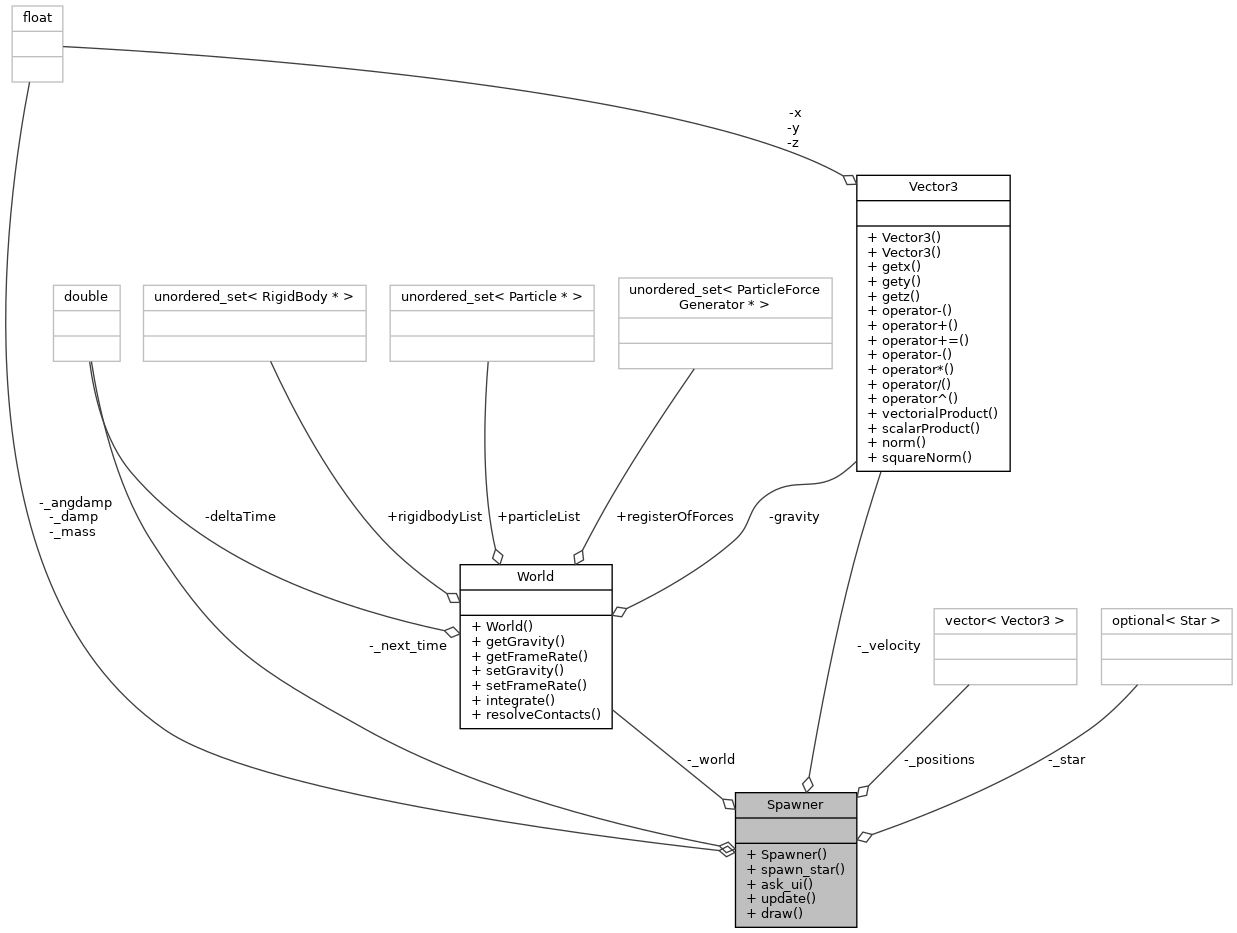 float
-x
-y
-z
Vector3
+ Vector3()
+ Vector3()
+ getx()
+ gety()
+ getz()
+ operator-()
+ operator+()
+ operator+=()
+ operator-()
+ operator*()
+ operator/()
+ operator^()
+ vectorialProduct()
+ scalarProduct()
+ norm()
+ squareNorm()
double
unordered_set< RigidBody * >
unordered_set< Particle * >
unordered_set< ParticleForce
Generator * >
-_angdamp
-_damp
-_mass
-deltaTime
+rigidbodyList
+particleList
+registerOfForces
-gravity
World
+ World()
+ getGravity()
+ getFrameRate()
+ setGravity()
+ setFrameRate()
+ integrate()
+ resolveContacts()
-_next_time
-_velocity
vector< Vector3 >
optional< Star >
-_world
-_positions
-_star
Spawner
+ Spawner()
+ spawn_star()
+ ask_ui()
+ update()
+ draw()